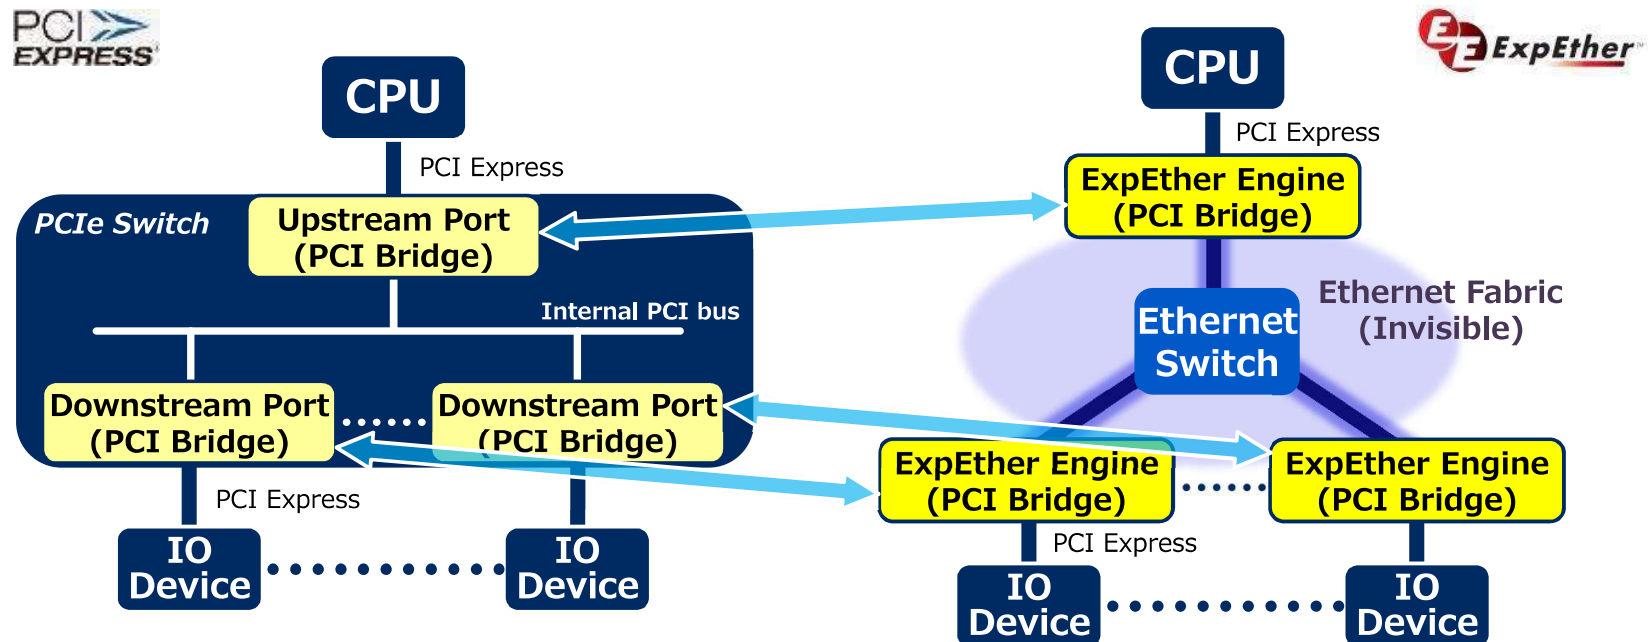 PCI
EXPRESS
CPU
PCI Express
PCIe Switch
Upstream Port
(PCI Bridge)
Internal PCI bus
Downstream Port
(PCI Bridge)
Downstream Port
(PCI Bridge)
PCI Express
IO
Device
IO
Device
ExpEther
CPU
PCI Express
ExpEther Engine
(PCI Bridge)
Ethernet Fabric
(Invisible)
Ethernet
Switch
ExpEther Engine
(PCI Bridge)
ExpEther Engine
(PCI Bridge)
PCI Express
IO
Device
IO
Device